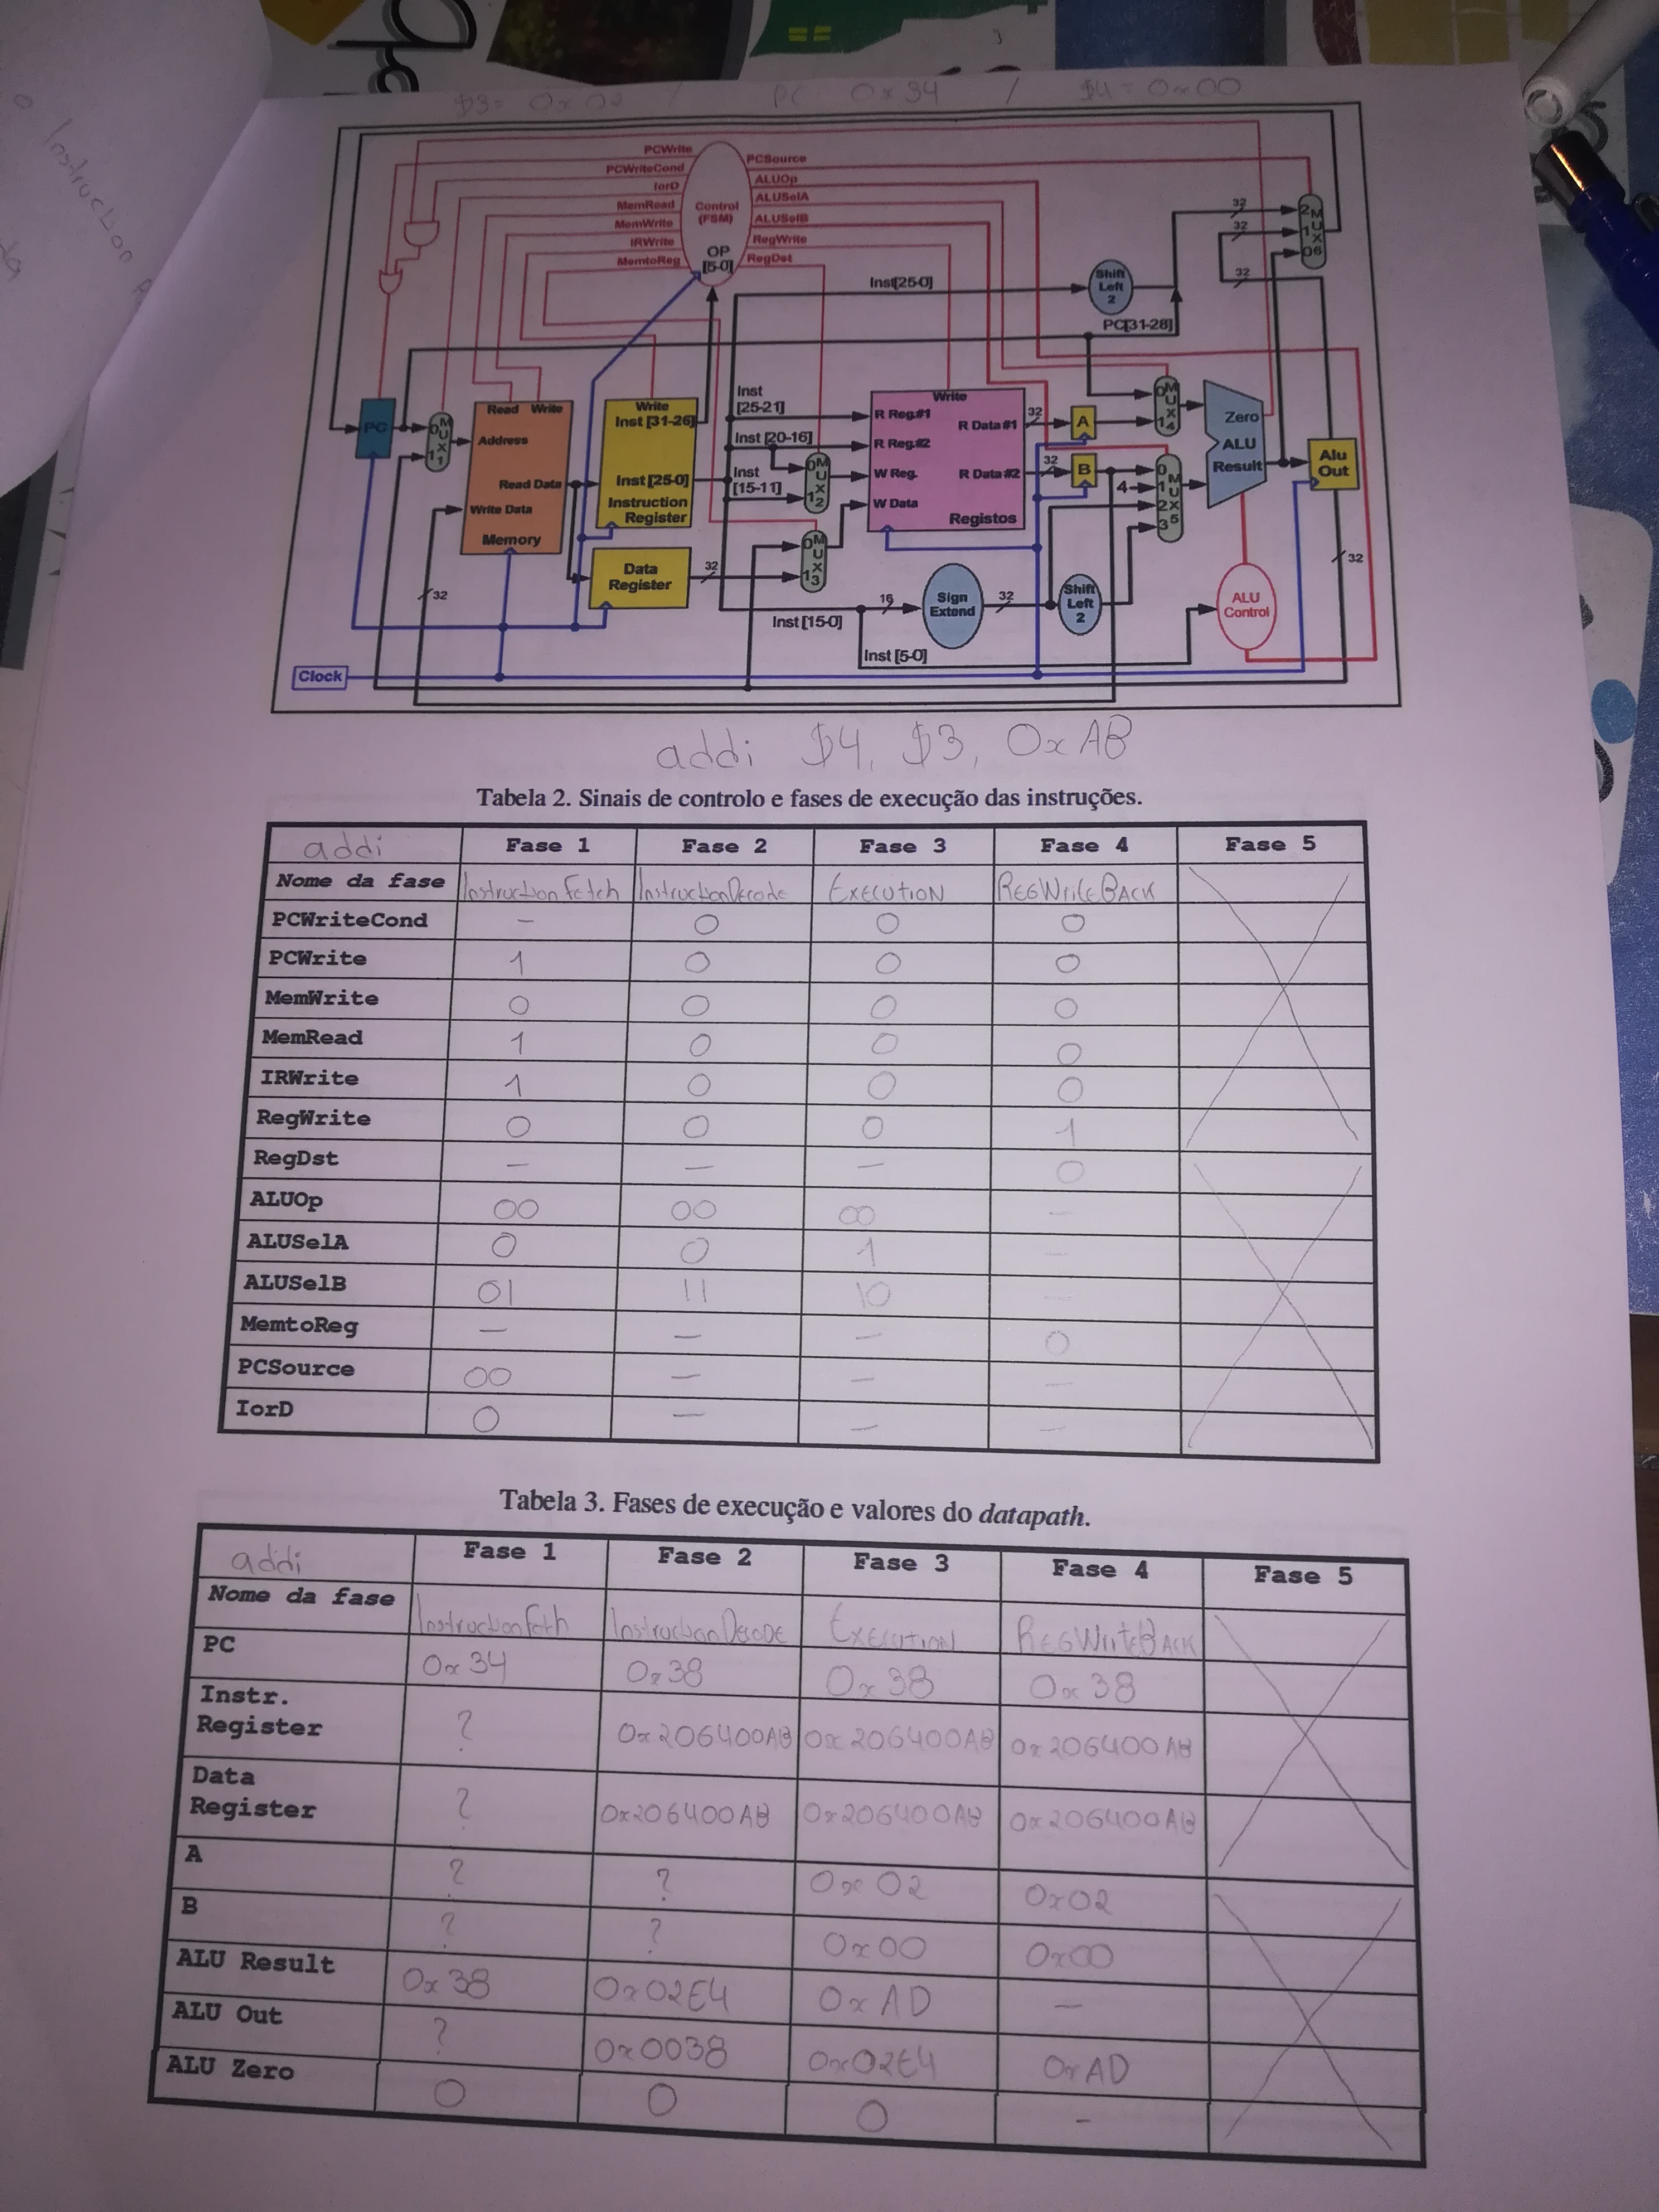 $3 = 0x02 / PC 0x34 / $4 = 0x00
PCWrite
PCWriteCond
IorD
MemRead
MemWrite
IRWrite
MemtoReg
Control
(FSM)
OP
[5-0]
PCSource
ALUOp
ALUSelA
ALUSelB
RegWrite
RegDst
32
32
32
2
1
0
M
U
X
6
Inst[25-0]
Shift
Left
2
PC[31-28]
PC
0
1
M
U
X
1
Read Write
Address
Read Data
Write Data
Memory
Write
Inst [31-26]
Inst [25-0]
Instruction
Register
Data
Register
32
Inst
[25-21]
Inst [20-16]
Inst
[15-11]
0
1
M
U
X
2
0
1
M
U
X
3
Write
R Reg.#1
R Reg.#2
W Reg.
W Data
R Data#1
R Data#2
Registos
32
32
A
B
0
1
M
U
X
4
4
0
1
2
3
M
U
X
5
Zero
ALU
Result
Alu
Out
32
32
16
Sign
Extend
32
Shift
Left
2
ALU
Control
Inst [15-0]
Inst [5-0]
Clock
addi $4, $3, 0xAB
Tabela 2. Sinais de controlo e fases de execução das instruções.
addi Fase 1 Fase 2 Fase 3 Fase 4 Fase 5
Nome da fase InstructionFetch InstructionDecode EXECUTION REGWriteBACK
PCWriteCond - 0 0 0
PCWrite 1 0 0 0
MemWrite 0 0 0 0
MemRead 1 0 0 0
IRWrite 1 0 0 0
RegWrite 0 0 0 1
RegDst - - - 0
ALUOp 00 00 00 -
ALUSelA 0 0 1 -
ALUSelB 01 11 10 -
MemtoReg - - - 0
PCSource 00 - - -
IorD 0 - - -
Tabela 3. Fases de execução e valores do datapath.
addi Fase 1 Fase 2 Fase 3 Fase 4 Fase 5
Nome da fase InstructionFeth InstructionDecODE EXECUTION REGWriteBACK
PC 0x34 0x38 0x38 0x38
Instr.
Register ? 0x206400AB 0x206400AB 0x206400AB
Data
Register ? 0x206400AB 0x206400AB 0x206400AB
A ? ? 0x02 0x02
B ? ? 0x00 0x00
ALU Result 0x38 0x02E4 0xAD -
ALU Out ? 0x0038 0x02E4 0xAD
ALU Zero 0 0 0 -